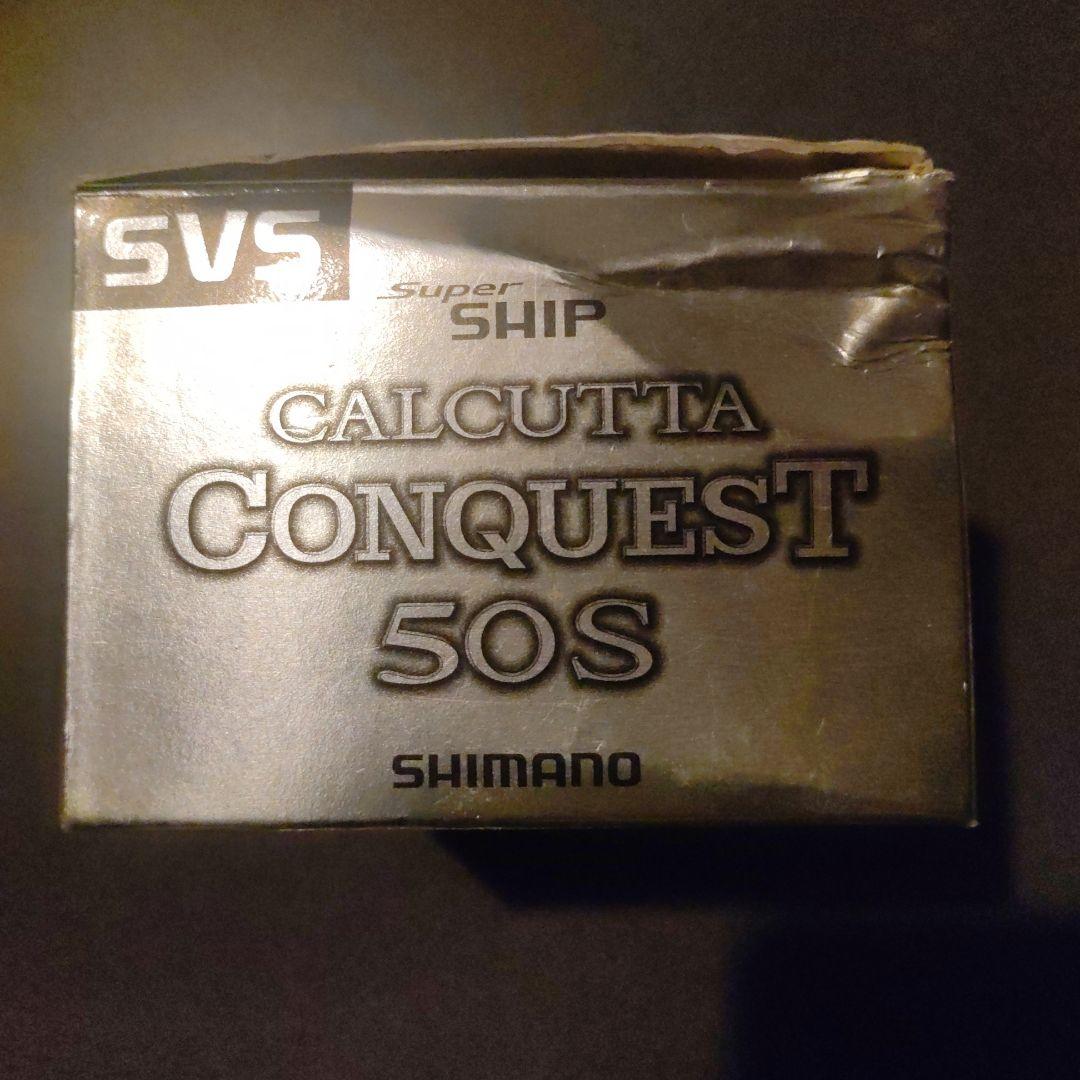 SVS
Super
SHIP
CALCUTTA
CONQUEST
50S
SHIMANO